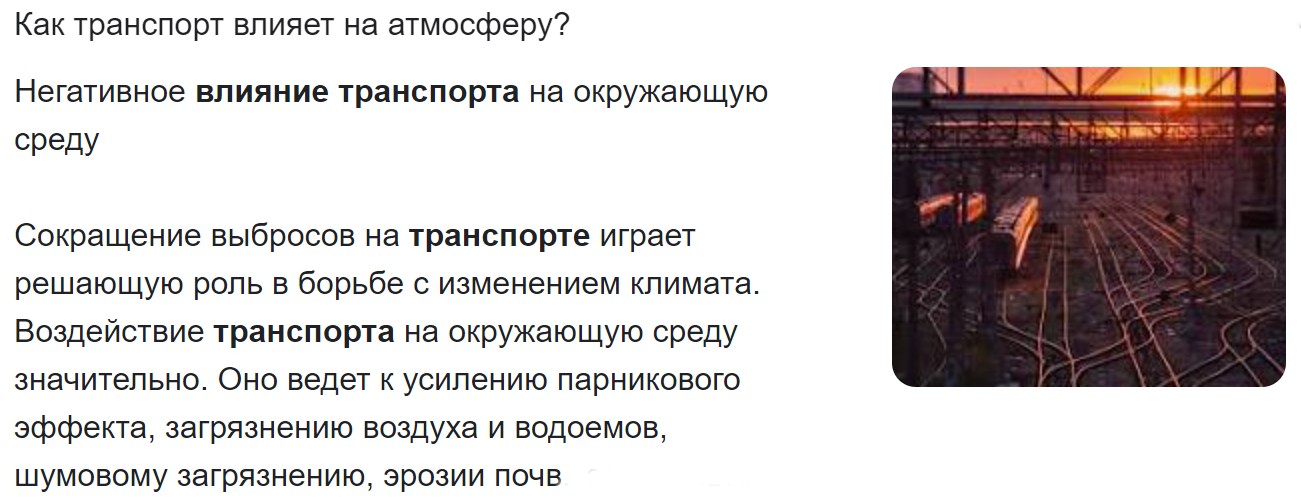 Как транспорт влияет на атмосферу?
Негативное влияние транспорта на окружающую
среду
Сокращение выбросов на транспорте играет
решающую роль в борьбе с изменением климата.
Воздействие транспорта на окружающую среду
значительно. Оно ведет к усилению парникового
эффекта, загрязнению воздуха и водоемов,
шумовому загрязнению, эрозии почв.